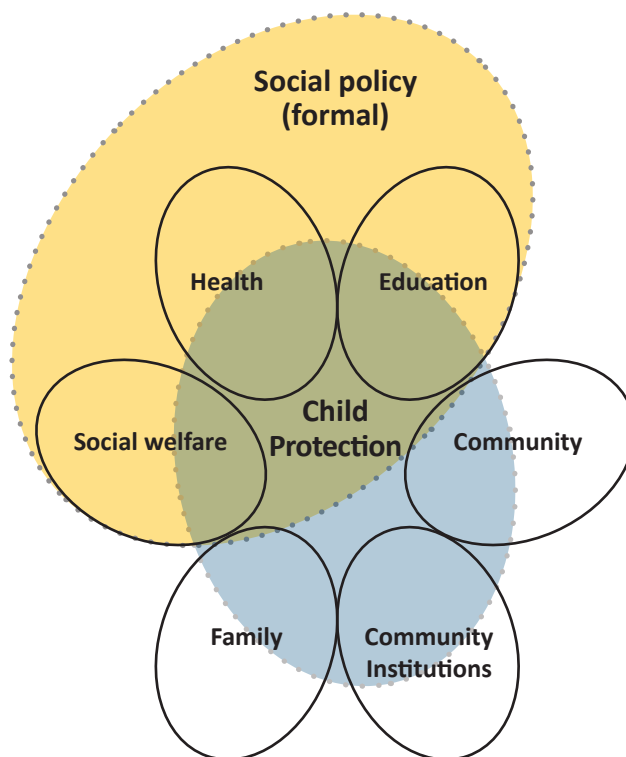 Social policy
(formal)
Health
Education
Child
Protection
Social welfare
Community
Family
Community
Institutions